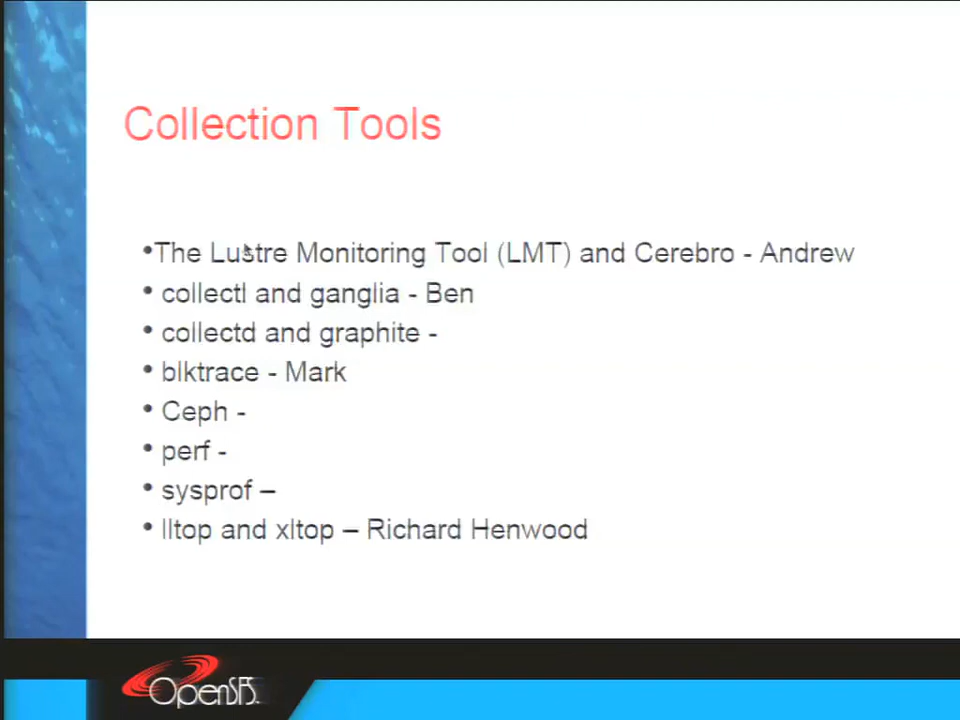 Collection Tools
•The Lustre Monitoring Tool (LMT) and Cerebro - Andrew
• collectl and ganglia - Ben
• collectd and graphite -
• blktrace - Mark
• Ceph -
• perf -
• sysprof –
• lltop and xltop – Richard Henwood
OpenSFS